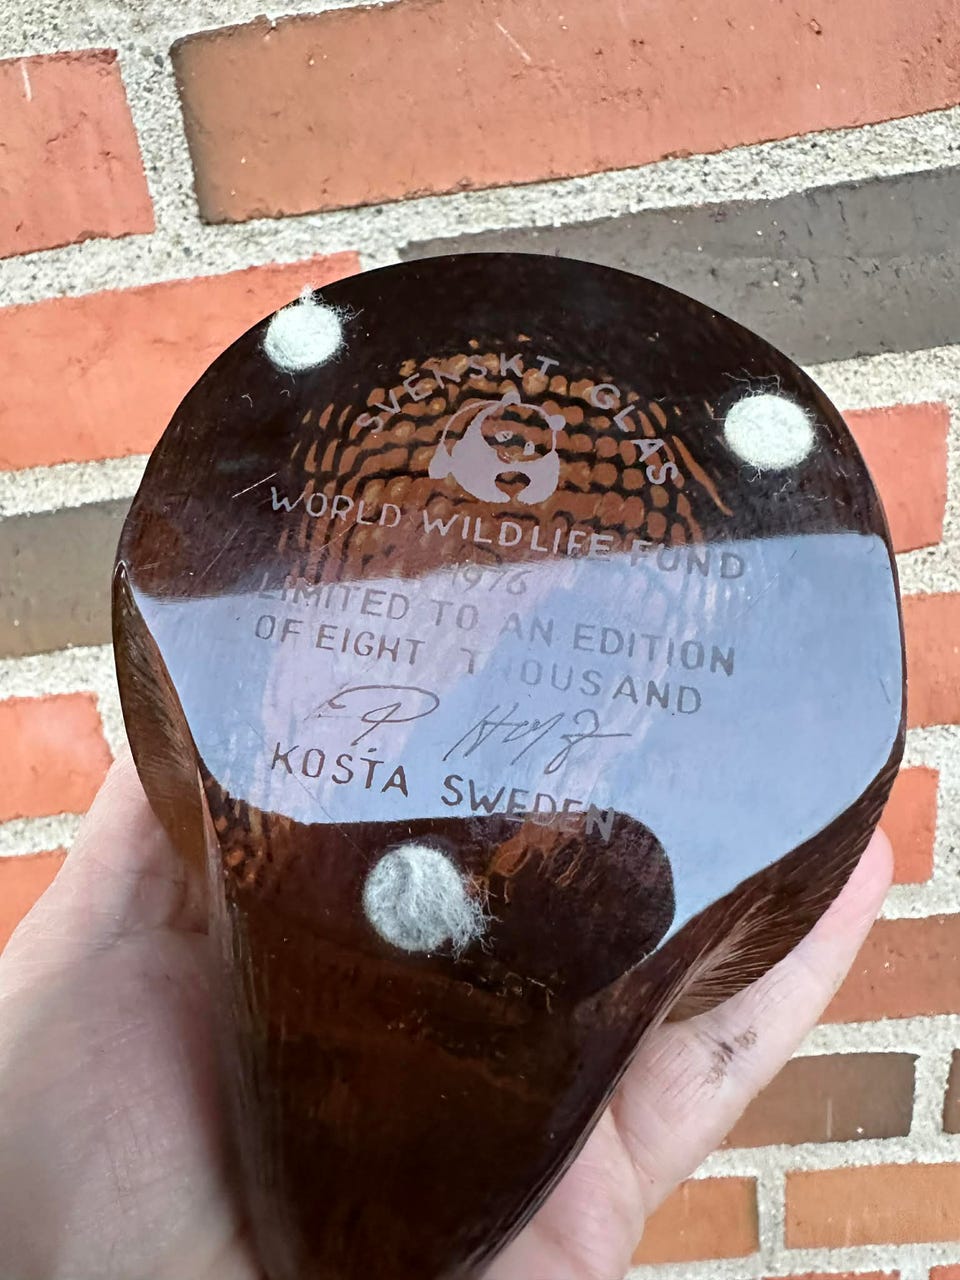 SVENSKT GLAS
WORLD WILDLIFE FUND
1976
LIMITED TO AN EDITION
OF EIGHT THOUSAND
KOSTA SWEDEN